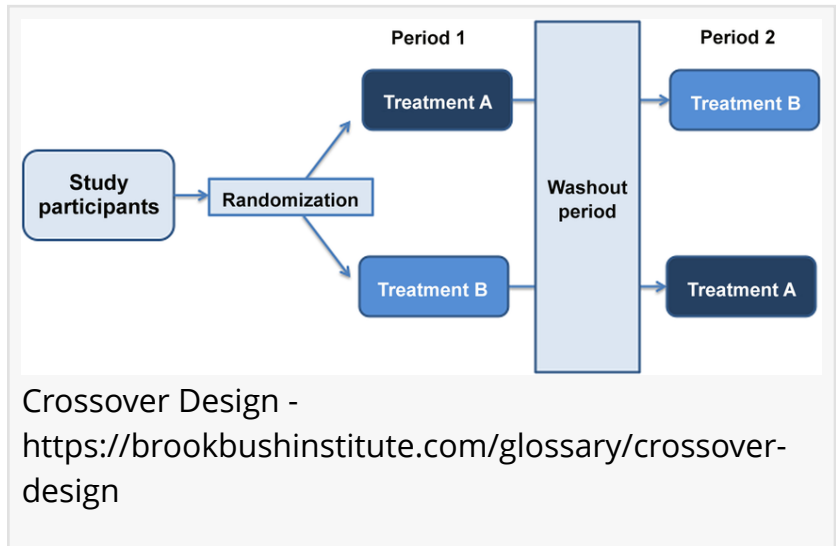 Period 1
Period 2
Treatment A
Treatment B
Study
participants
Randomization
Washout
period
Treatment B
Treatment A
Crossover Design -
https://brookbushinstitute.com/glossary/crossover-
design